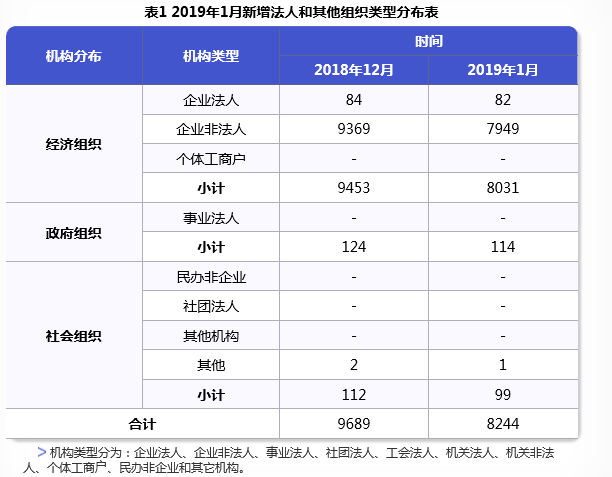 表1 2019年1月新增法人和其他组织类型分布表
机构分布 机构类型 时间
2018年12月 2019年1月
经济组织 企业法人 84 82
企业非法人 9369 7949
个体工商户 - -
小计 9453 8031
政府组织 事业法人 - -
小计 124 114
社会组织 民办非企业 - -
社团法人 - -
其他机构 - -
其他 2 1
小计 112 99
合计 9689 8244
>机构类型分为：企业法人、企业非法人、事业法人、社团法人、工会法人、机关法人、机关非法
人、个体工商户、民办非企业和其它机构。